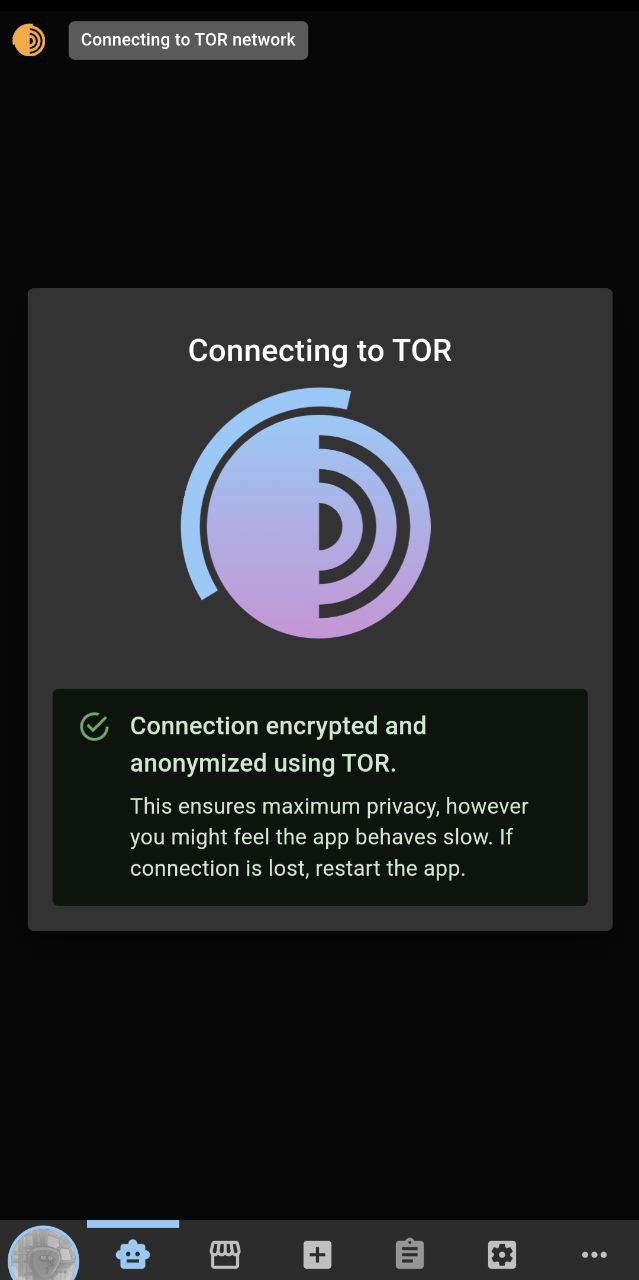 Connecting to TOR network
Connecting to TOR
Connection encrypted and
anonymized using TOR.
This ensures maximum privacy, however
you might feel the app behaves slow. If
connection is lost, restart the app.